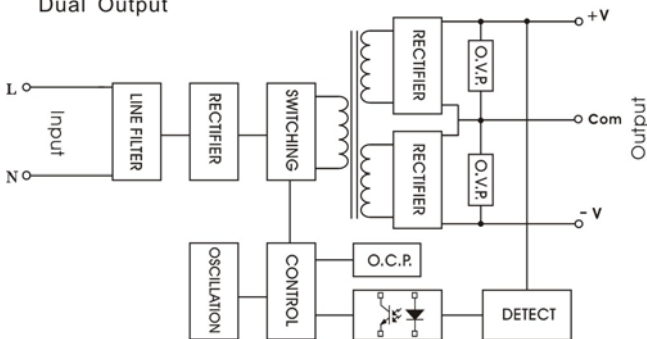 Dual Output
L
N
Input
LINE FILTER
RECTIFIER
SWITCHING
RECTIFIER
RECTIFIER
O.V.P.
O.V.P.
+V
Com
- V
Output
OSCILLATION
CONTROL
O.C.P.
DETECT